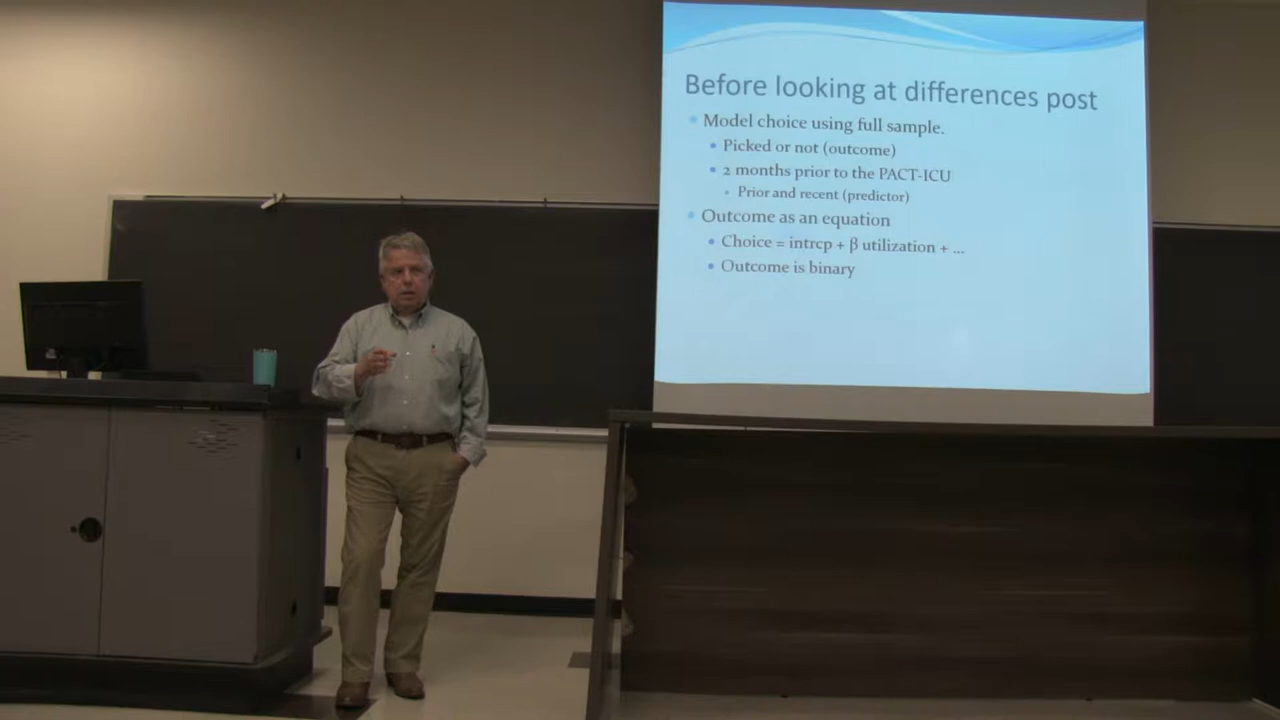 Before looking at differences post
Model choice using full sample.
Picked or not (outcome)
2 months prior to the PACT-ICU
Prior and recent (predictor)
Outcome as an equation
Choice = intrcp + β utilization + ...
Outcome is binary